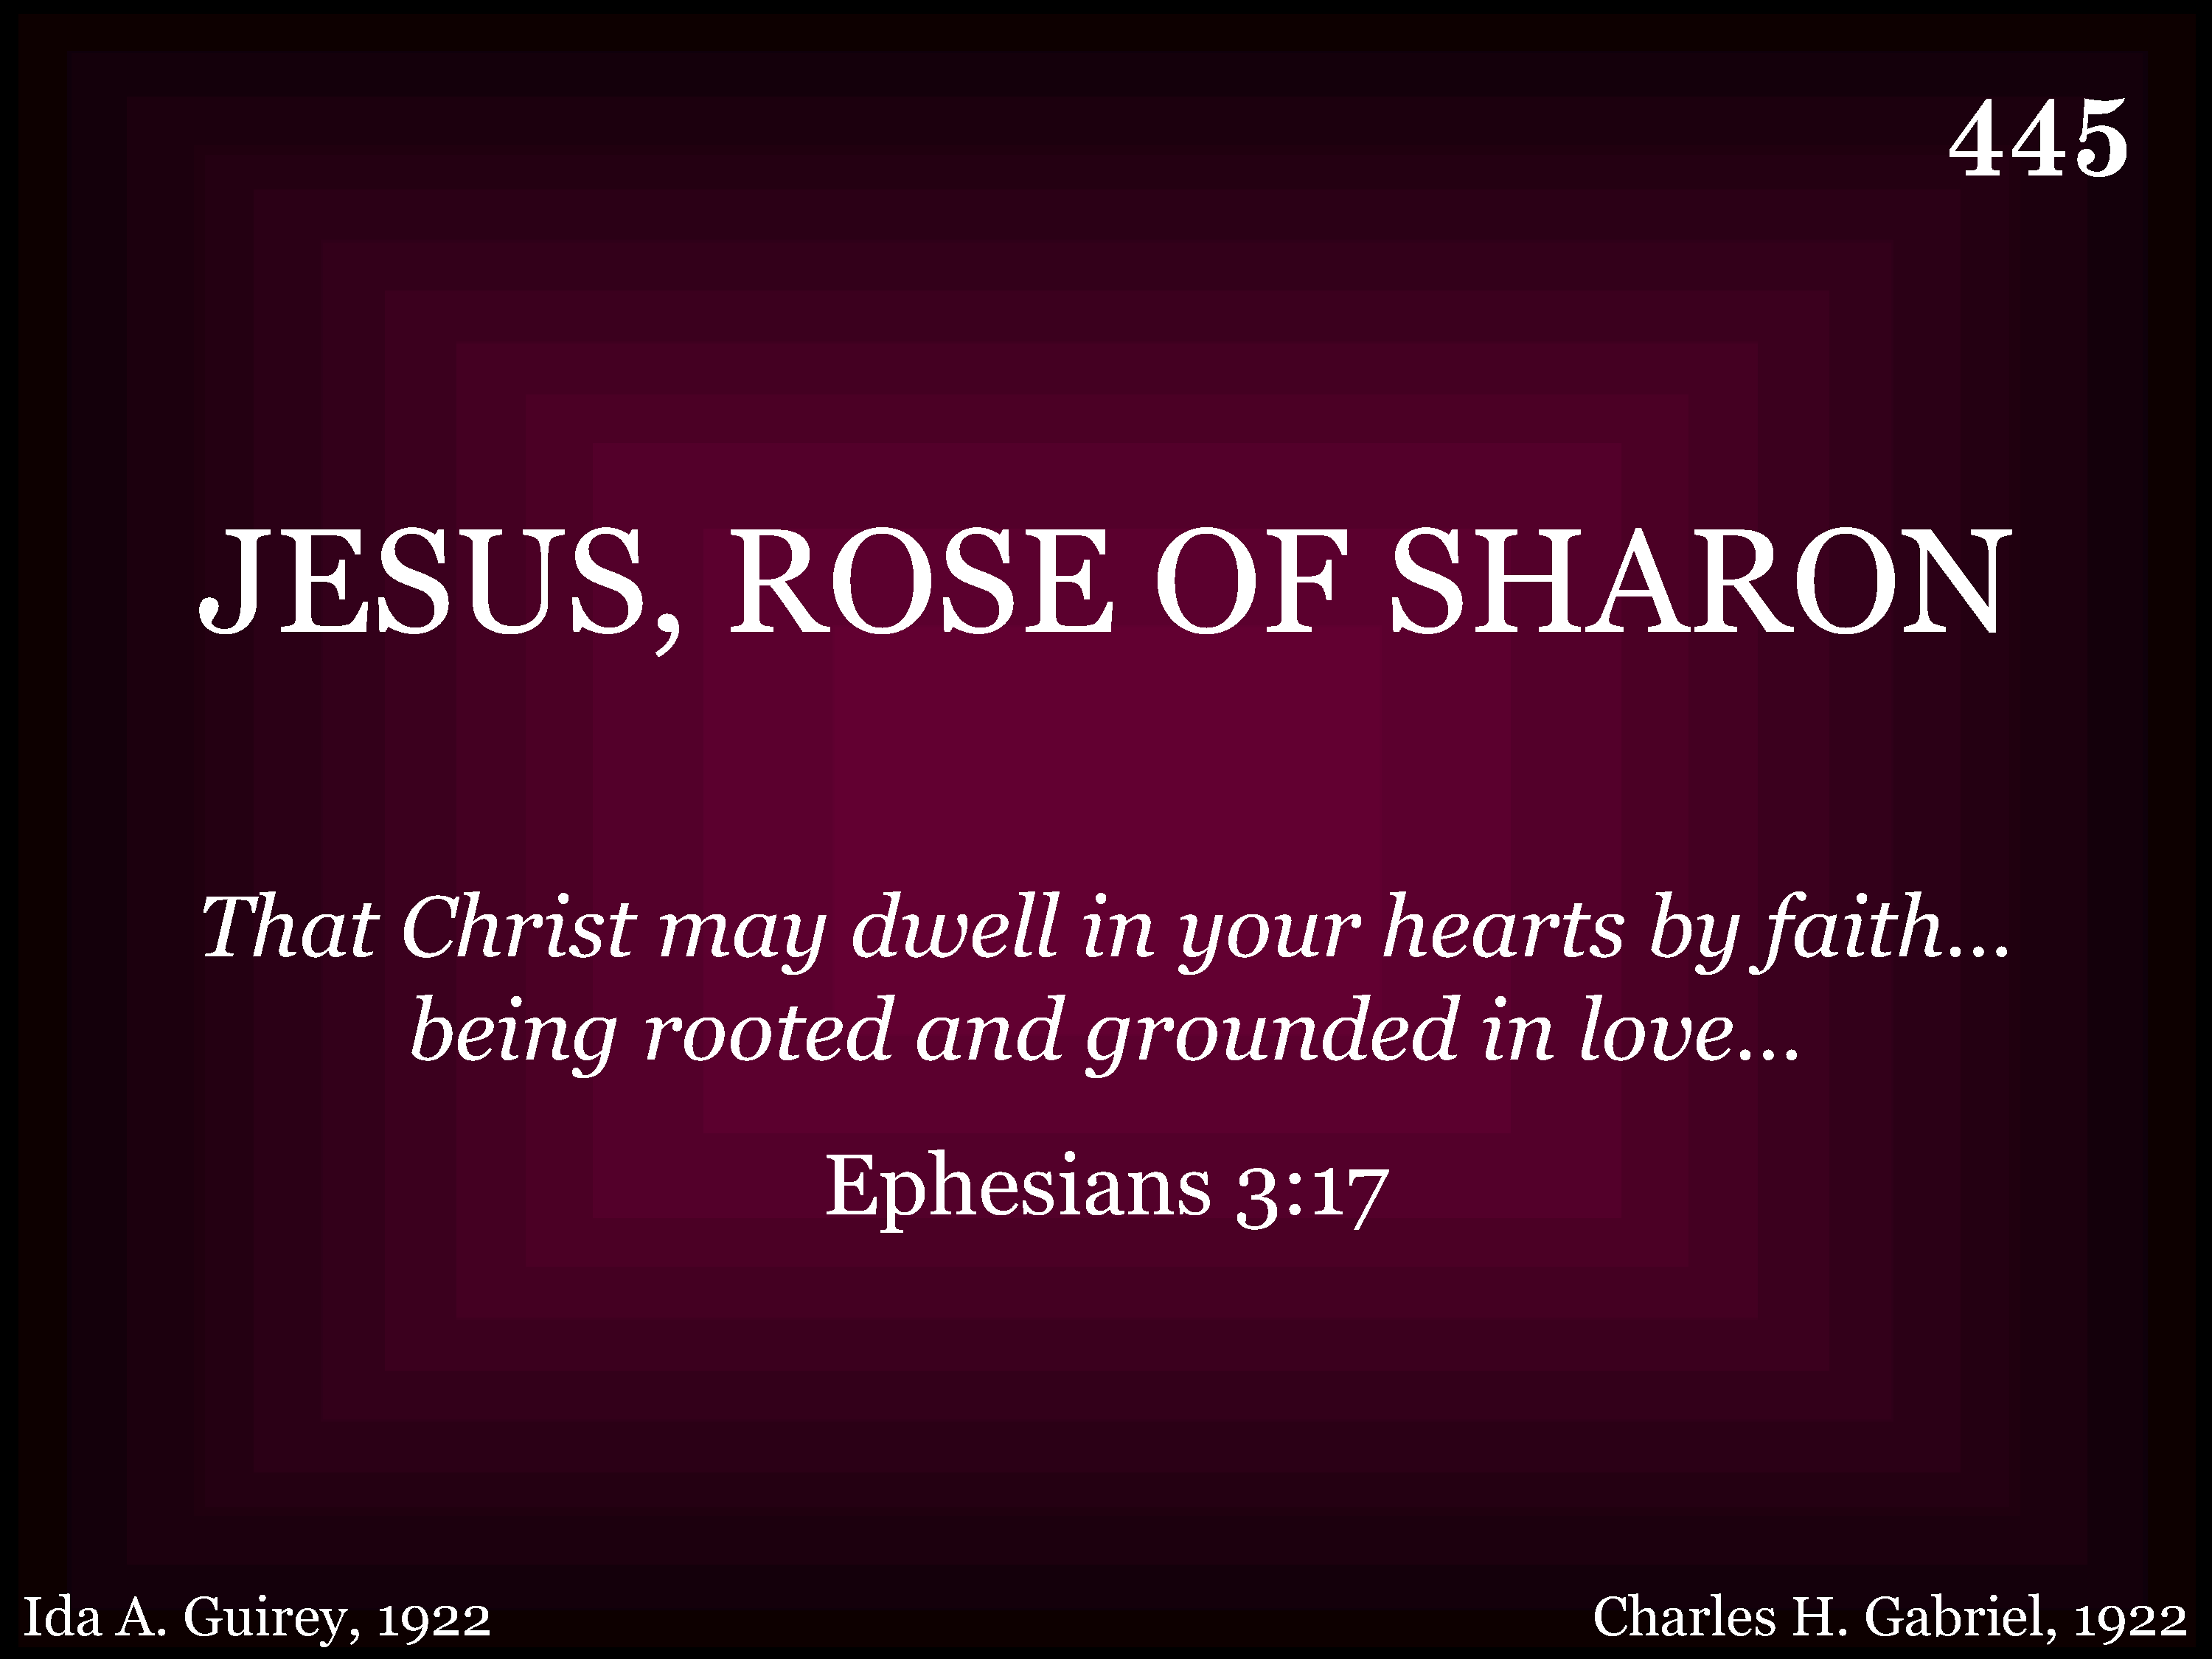 445
JESUS, ROSE OF SHARON
That Christ may dwell in your hearts by faith...
being rooted and grounded in love...
Ephesians 3:17
Ida A. Guirey, 1922
Charles H. Gabriel, 1922